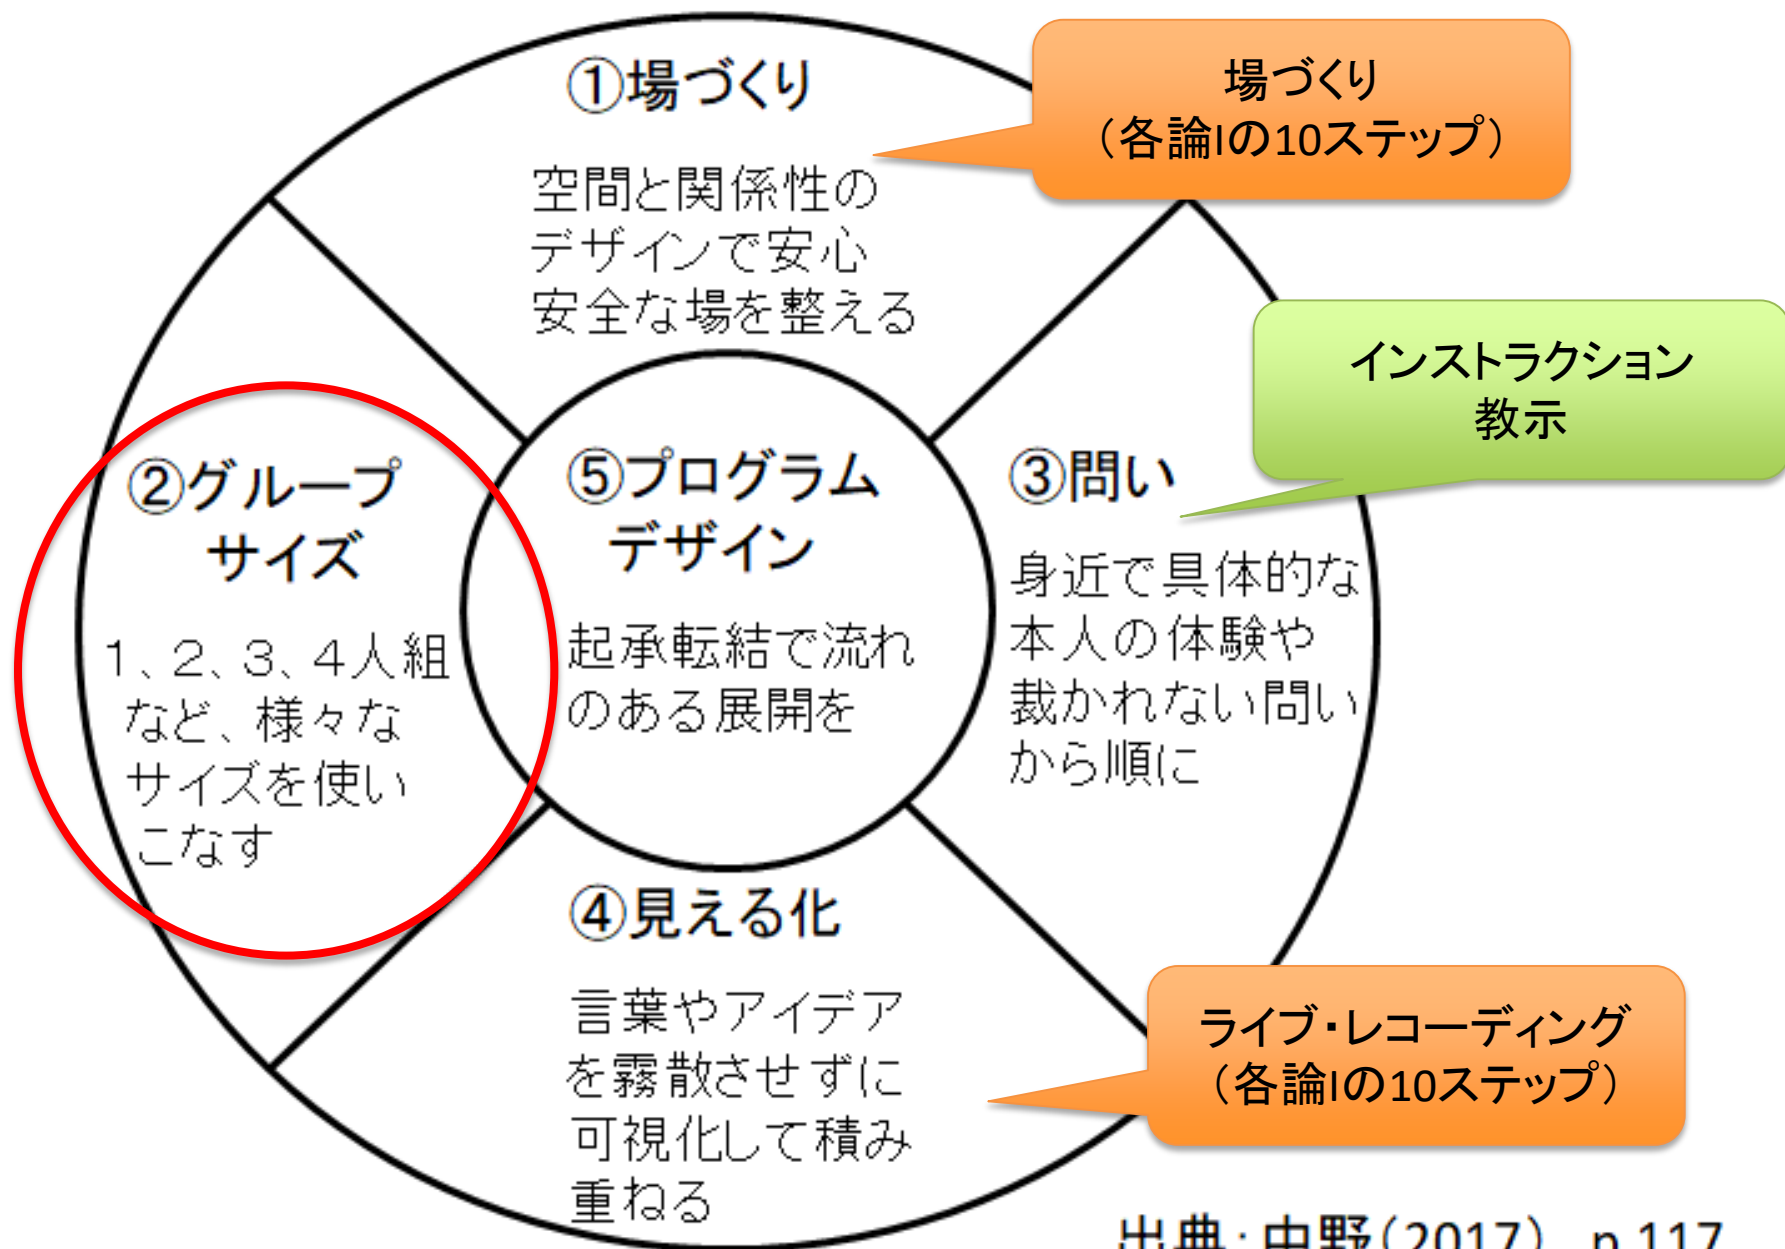 ①場づくり
空間と関係性の
デザインで安心
安全な場を整える
場づくり
（各論Iの10ステップ）
インストラクション
教示
②グループ
サイズ
1、2、3、4人組
など、様々な
サイズを使い
こなす
⑤プログラム
デザイン
起承転結で流れ
のある展開を
③問い
身近で具体的な
本人の体験や
裁かれない問い
から順に
④見える化
言葉やアイデア
を霧散させずに
可視化して積み
重ねる
ライブ・レコーディング
（各論Iの10ステップ）
出典：中野（2017） p.117